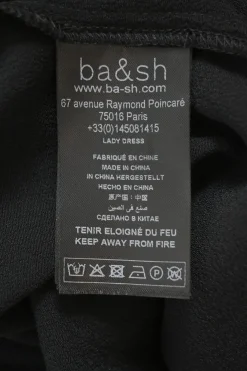 ba&sh
www.ba-sh.com
67 avenue Raymond Poincaré
75016 Paris
+33(0)145081415
LADY DRESS
FABRIQUÉ EN CHINE
MADE IN CHINA
IN CHINA HERGESTELLT
HECHO EN CHINA
原产国：中国
صنع في الصين
СДЕЛАНО В КИТАЕ
TENIR ELOIGNÉ DU FEU
KEEP AWAY FROM FIRE